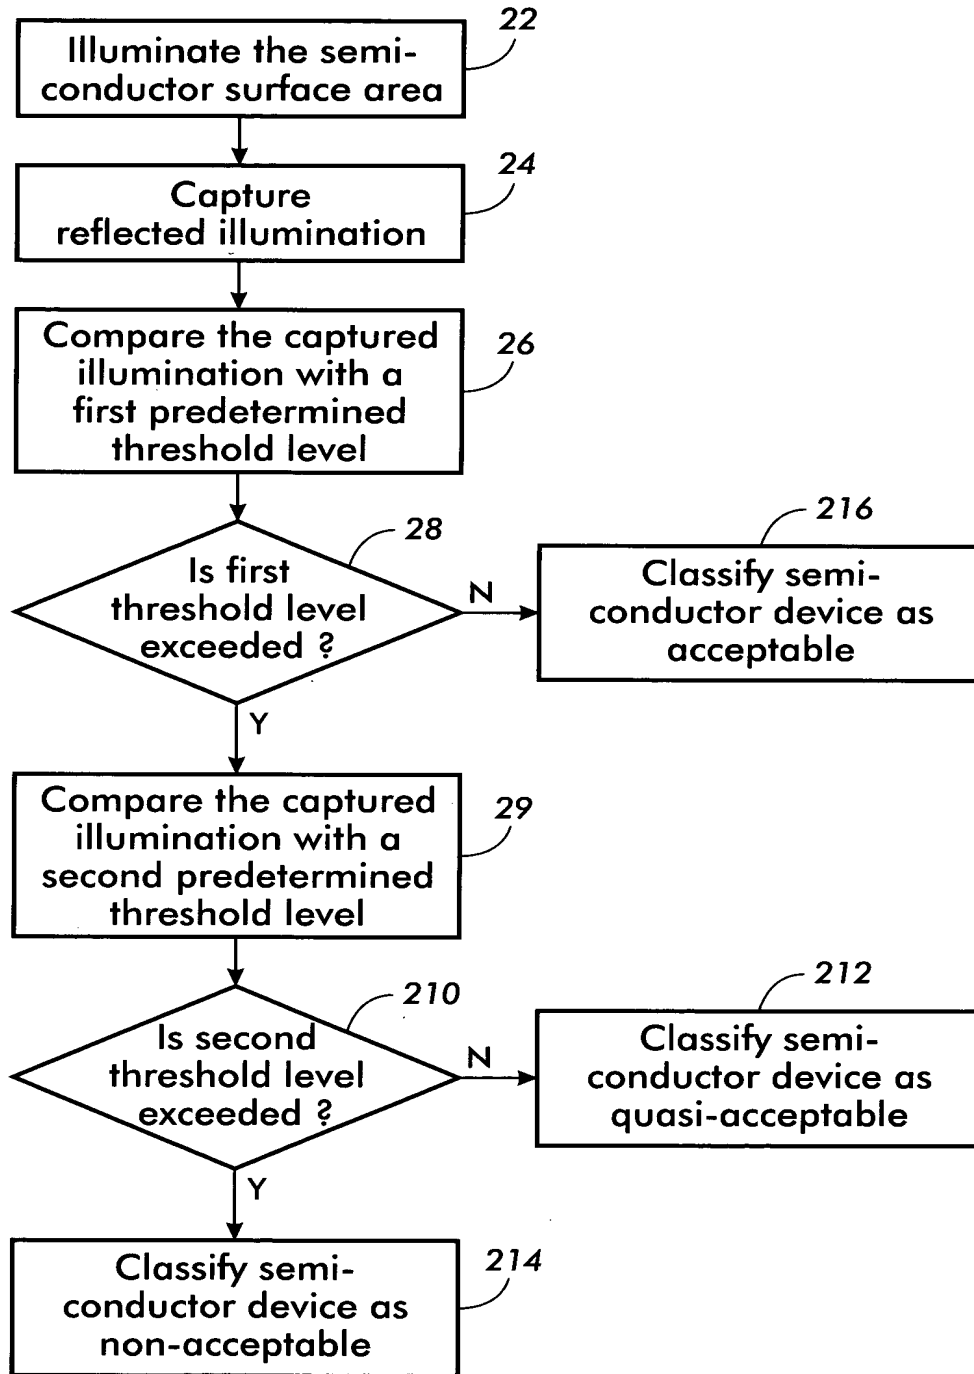 22
Illuminate the semi-
conductor surface area
24
Capture
reflected illumination
26
Compare the captured
illumination with a
first predetermined
threshold level
28
Is first
threshold level
exceeded ?
N
216
Classify semi-
conductor device as
acceptable
Y
29
Compare the captured
illumination with a
second predetermined
threshold level
210
Is second
threshold level
exceeded ?
N
212
Classify semi-
conductor device as
quasi-acceptable
Y
214
Classify semi-
conductor device as
non-acceptable